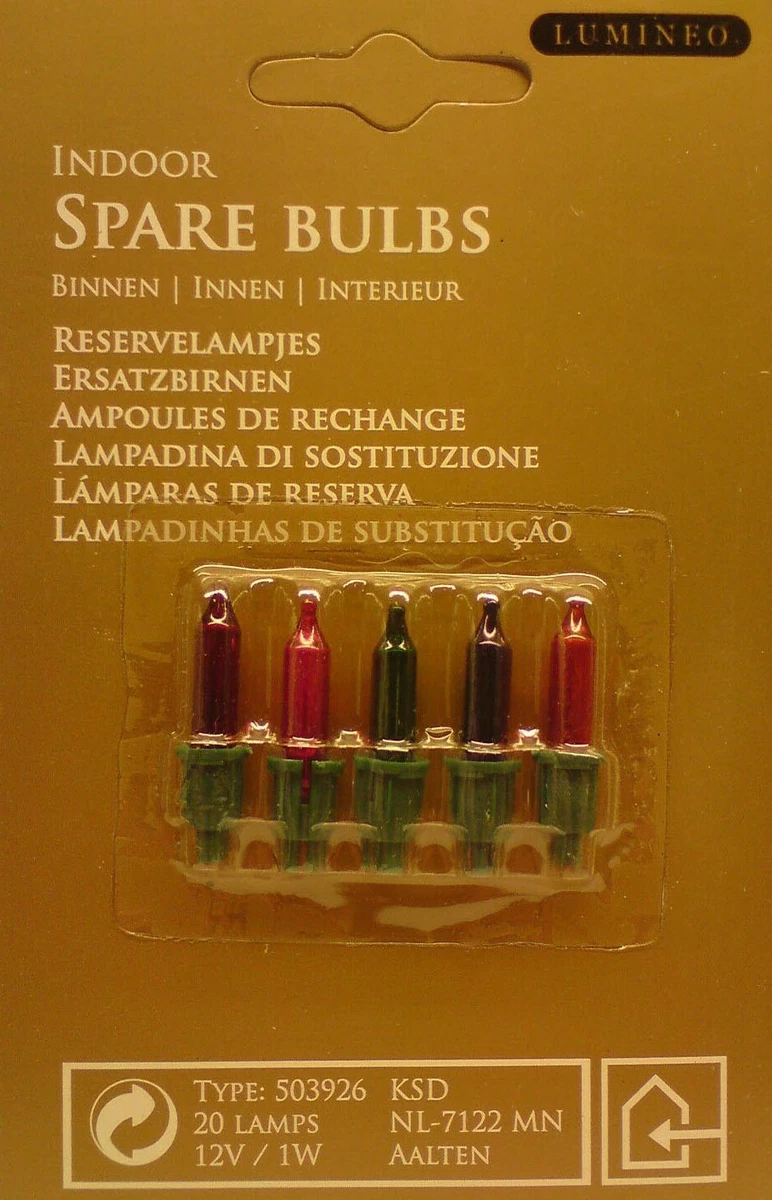 LUMINEO
INDOOR
SPARE BULBS
BINNEN | INNEN | INTERIEUR
RESERVELAMPJES
ERSATZBIRNEN
AMPOULES DE RECHANGE
LAMPADINA DI SOSTITUZIONE
LÁMPARAS DE RESERVA
LAMPADINHAS DE SUBSTITUÇÃO
TYPE: 503926 KSD
20 LAMPS NL-7122 MN
12V / 1W AALTEN